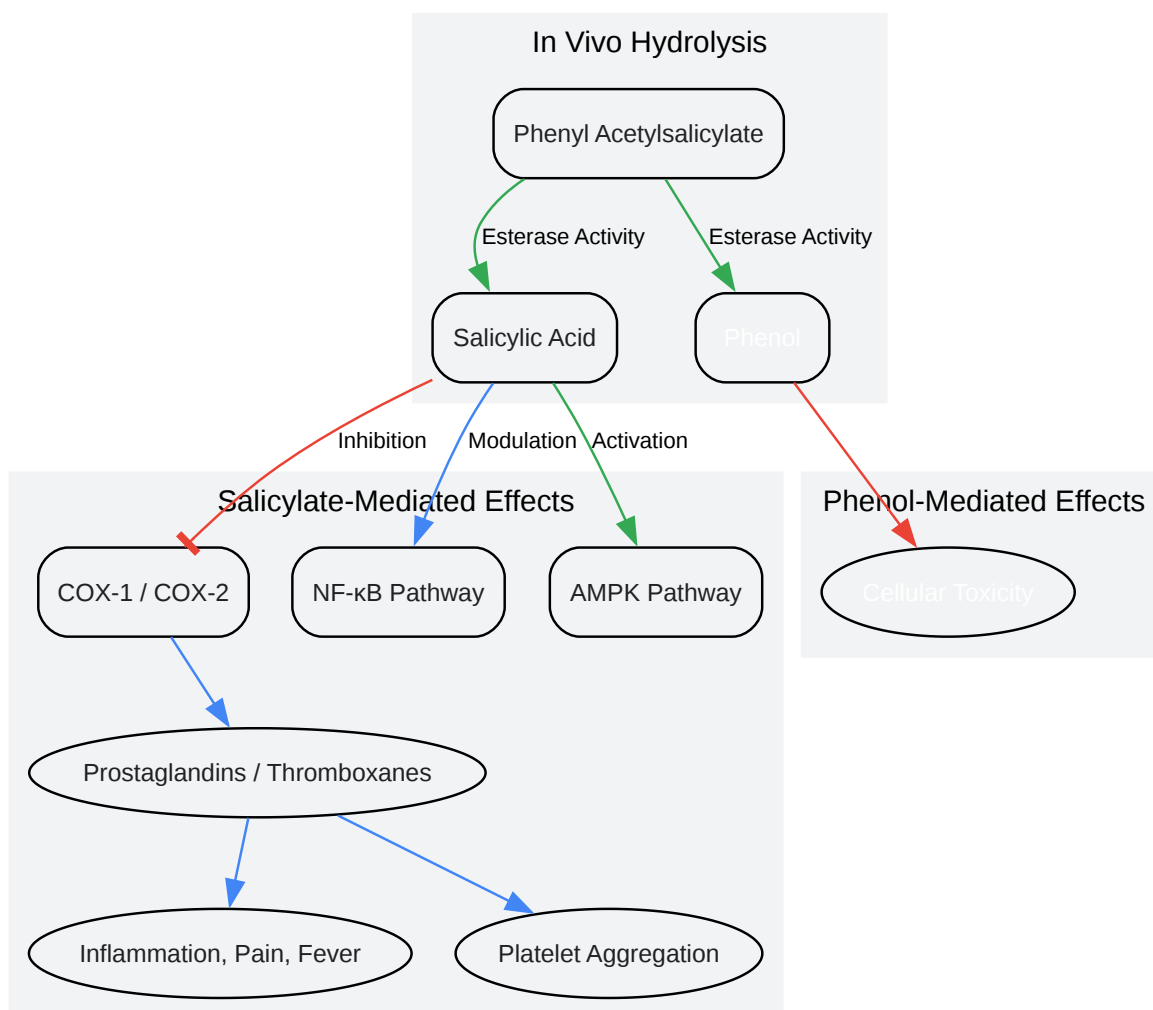 In Vivo Hydrolysis
Phenyl Acetylsalicylate
Esterase Activity
Esterase Activity
Salicylic Acid
Phenol
Inhibition
Modulation
Activation
Salicylate-Mediated Effects
Phenol-Mediated Effects
COX-1 / COX-2
NF-κB Pathway
AMPK Pathway
Cellular Toxicity
Prostaglandins / Thromboxanes
Inflammation, Pain, Fever
Platelet Aggregation